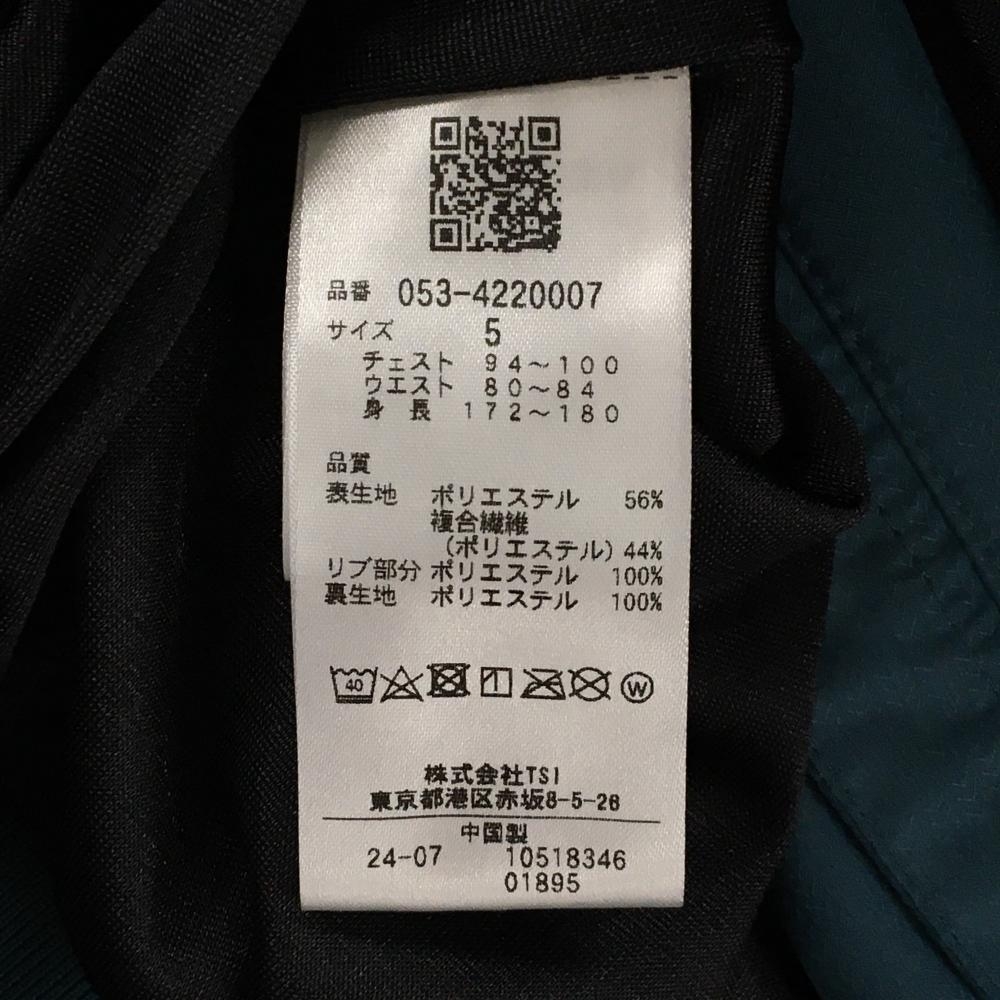 品番 053-4220007
サイズ 5
チェスト 94～100
ウエスト 80～84
身長 172～180
品質
表生地 ポリエステル 56%
複合繊維
(ポリエステル) 44%
リブ部分 ポリエステル 100%
裏生地 ポリエステル 100%
40 W
株式会社TSI
東京都港区赤坂8-5-28
中国製
24-07 10518346
01895